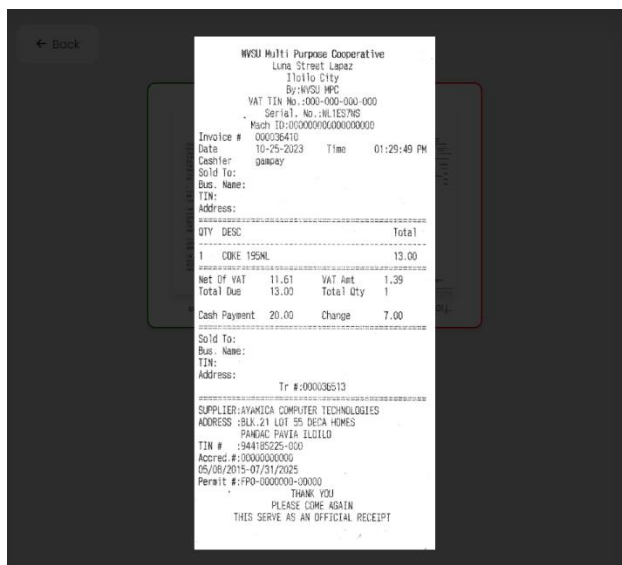 ← Back
WVSU Multi Purpose Cooperative
Luna Street Lapaz
Iloilo City
By:WVSU MPC
VAT TIN No.:000-000-000-000
Serial. No.:WL1ES7WS
Mach ID:000000000000000000
Invoice # 000036410
Date 10-25-2023 Time 01:29:49 PM
Cashier gampay
Sold To:
Bus. Name:
TIN:
Address:
QTY DESC Total
1 COKE 195ML 13.00
Net Of VAT 11.61 VAT Amt 1.39
Total Due 13.00 Total Qty 1
Cash Payment 20.00 Change 7.00
Sold To:
Bus. Name:
TIN:
Address:
Tr #:000036513
SUPPLIER:AYAMICA COMPUTER TECHNOLOGIES
ADDRESS :BLK.21 LOT 55 DECA HOMES
PANDAC PAVIA ILOILO
TIN # :944185225-000
Accred.#:00000000000
05/08/2015-07/31/2025
Permit #:FPO-0000000-00000
THANK YOU
PLEASE COME AGAIN
THIS SERVE AS AN OFFICIAL RECEIPT